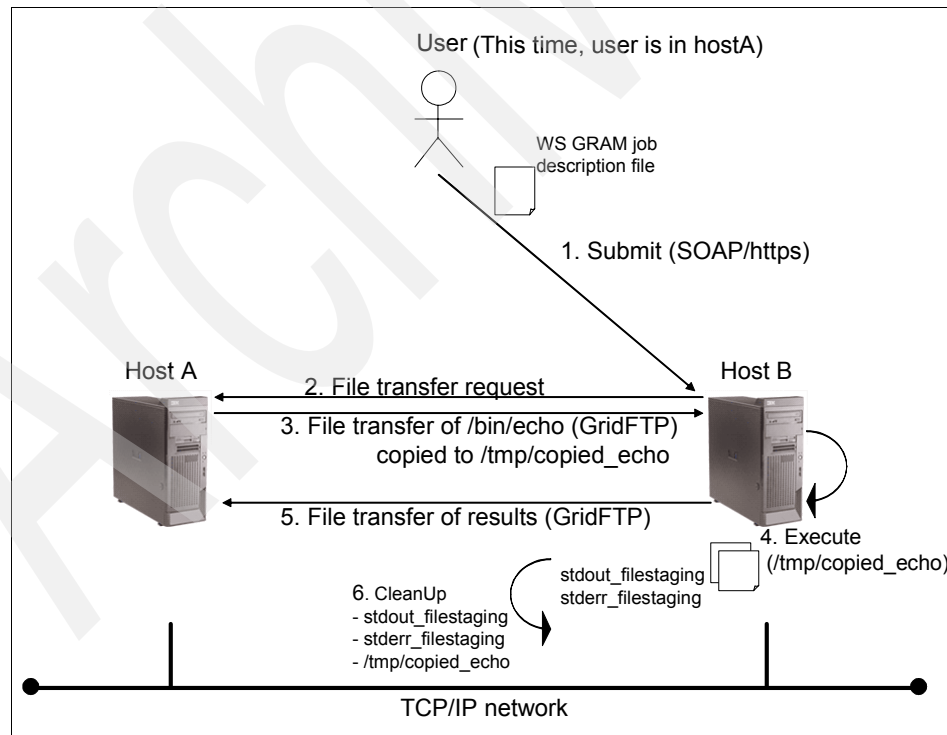 User (This time, user is in hostA)
WS GRAM job
description file
1. Submit (SOAP/https)
Host A
Host B
2. File transfer request
3. File transfer of /bin/echo (GridFTP)
copied to /tmp/copied_echo
5. File transfer of results (GridFTP)
4. Execute
(/tmp/copied_echo)
stdout_filestaging
stderr_filestaging
6. CleanUp
- stdout_filestaging
- stderr_filestaging
- /tmp/copied_echo
TCP/IP network
Archiv